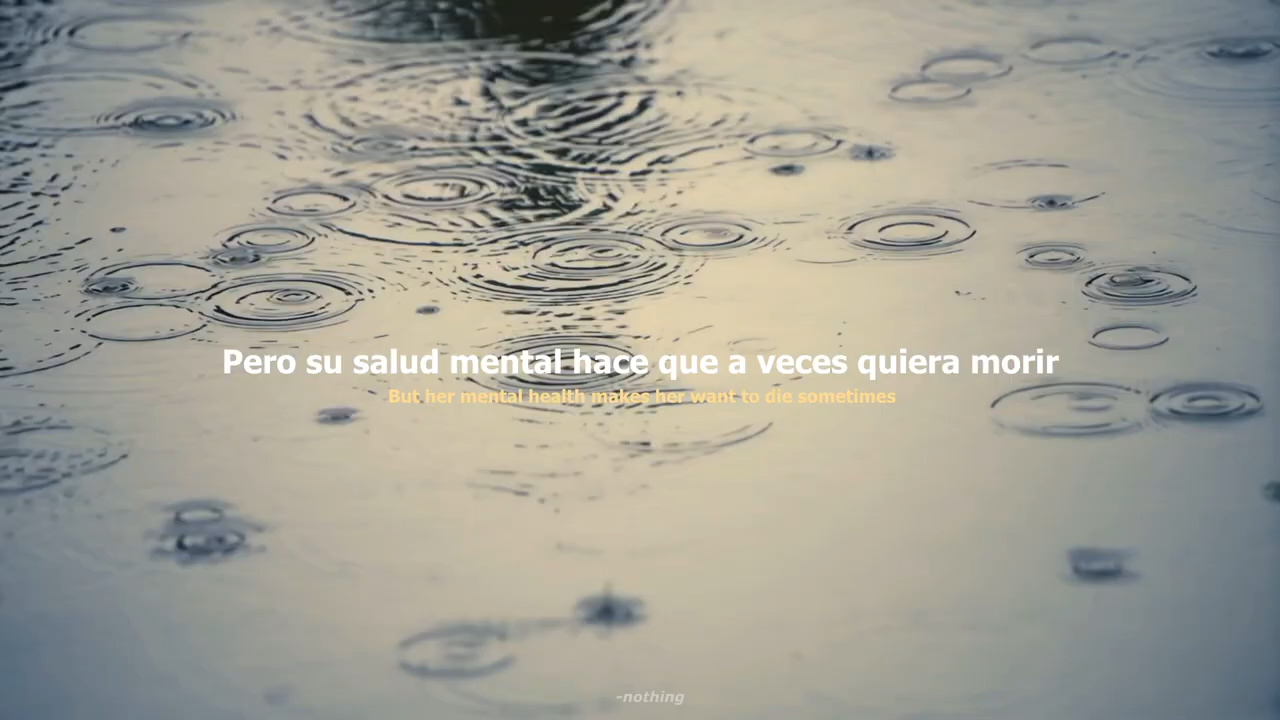 Pero su salud mental hace que a veces quiera morir
But her mental health makes her want to die sometimes
-nothing